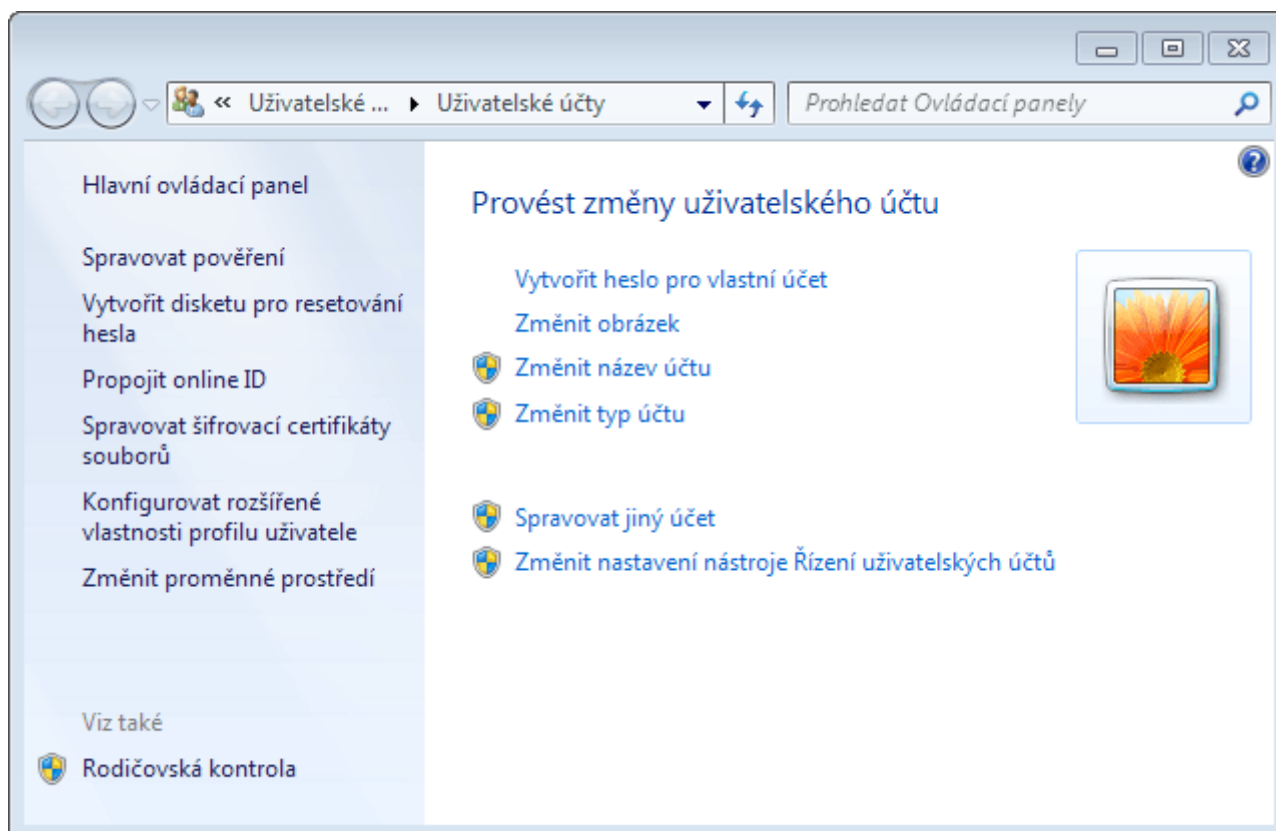 Uživatelské ... Uživatelské účty
Prohledat Ovládací panely
Hlavní ovládací panel
Spravovat pověření
Vytvořit disketu pro resetování
hesla
Propojit online ID
Spravovat šifrovací certifikáty
souborů
Konfigurovat rozšířené
vlastnosti profilu uživatele
Změnit proměnné prostředí
Viz také
Rodičovská kontrola
Provést změny uživatelského účtu
Vytvořit heslo pro vlastní účet
Změnit obrázek
Změnit název účtu
Změnit typ účtu
Spravovat jiný účet
Změnit nastavení nástroje Řízení uživatelských účtů